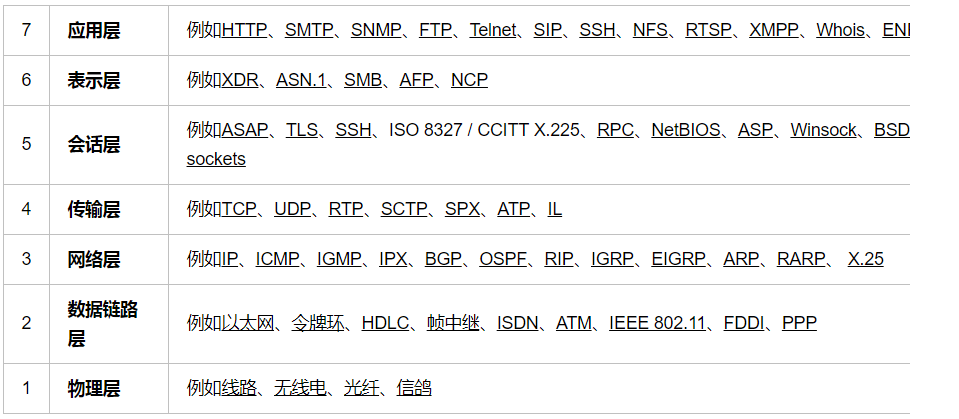 7 应用层 例如HTTP、SMTP、SNMP、FTP、Telnet、SIP、SSH、NFS、RTSP、XMPP、Whois、
6 表示层 例如XDR、ASN.1、SMB、AFP、NCP
5 会话层 例如ASAP、TLS、SSH、ISO 8327 / CCITT X.225、RPC、NetBIOS、ASP、Winsock、BSD
sockets
4 传输层 例如TCP、UDP、RTP、SCTP、SPX、ATP、IL
3 网络层 例如IP、ICMP、IGMP、IPX、BGP、OSPF、RIP、IGRP、EIGRP、ARP、RARP、 X.25
2 数据链路
层 例如以太网、令牌环、HDLC、帧中继、ISDN、ATM、IEEE 802.11、FDDI、PPP
1 物理层 例如线路、无线电、光纤、信鸽